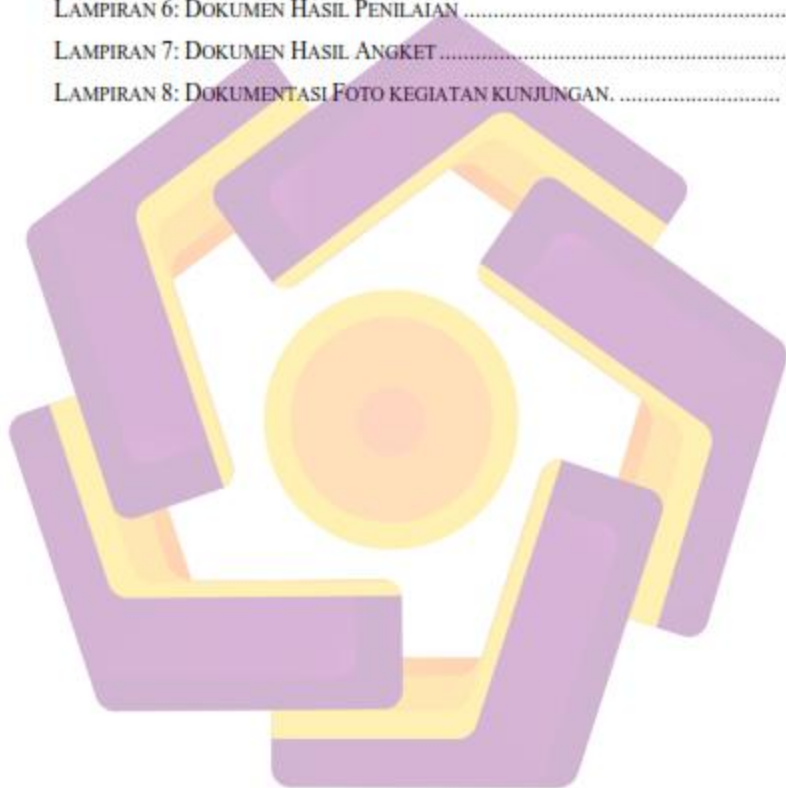 LAMPIRAN 6: DOKUMEN HASIL PENILAIAN ........................................................
LAMPIRAN 7: DOKUMEN HASIL ANGKET ............................................................
LAMPIRAN 8: DOKUMENTASI FOTO KEGIATAN KUNJUNGAN. ............................